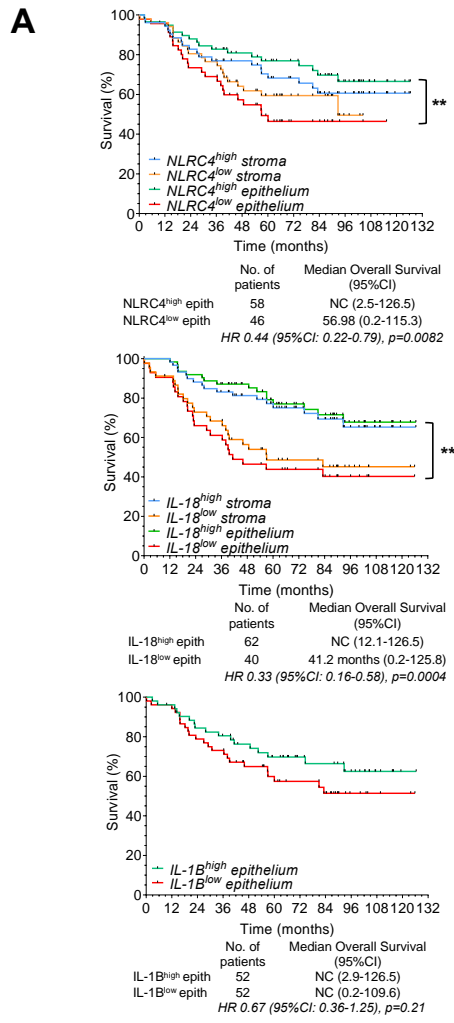 A
100
80
60
40
20
0
Survival (%)
**
NLRC4high stroma
NLRC4low stroma
NLRC4high epithelium
NLRC4low epithelium
0 12 24 36 48 60 72 84 96 108 120 132
Time (months)
No. of patients
Median Overall Survival (95%CI)
NLRC4high epith 58 NC (2.5-126.5)
NLRC4low epith 46 56.98 (0.2-115.3)
HR 0.44 (95%CI: 0.22-0.79), p=0.0082
100
80
60
40
20
0
Survival (%)
**
IL-18high stroma
IL-18low stroma
IL-18high epithelium
IL-18low epithelium
0 12 24 36 48 60 72 84 96 108 120 132
Time (months)
No. of patients
Median Overall Survival (95%CI)
IL-18high epith 62 NC (12.1-126.5)
IL-18low epith 40 41.2 months (0.2-125.8)
HR 0.33 (95%CI: 0.16-0.58), p=0.0004
100
80
60
40
20
0
Survival (%)
IL-1Bhigh epithelium
IL-1Blow epithelium
0 12 24 36 48 60 72 84 96 108 120 132
Time (months)
No. of patients
Median Overall Survival (95%CI)
IL-1Bhigh epith 52 NC (2.9-126.5)
IL-1Blow epith 52 NC (0.2-109.6)
HR 0.67 (95%CI: 0.36-1.25), p=0.21